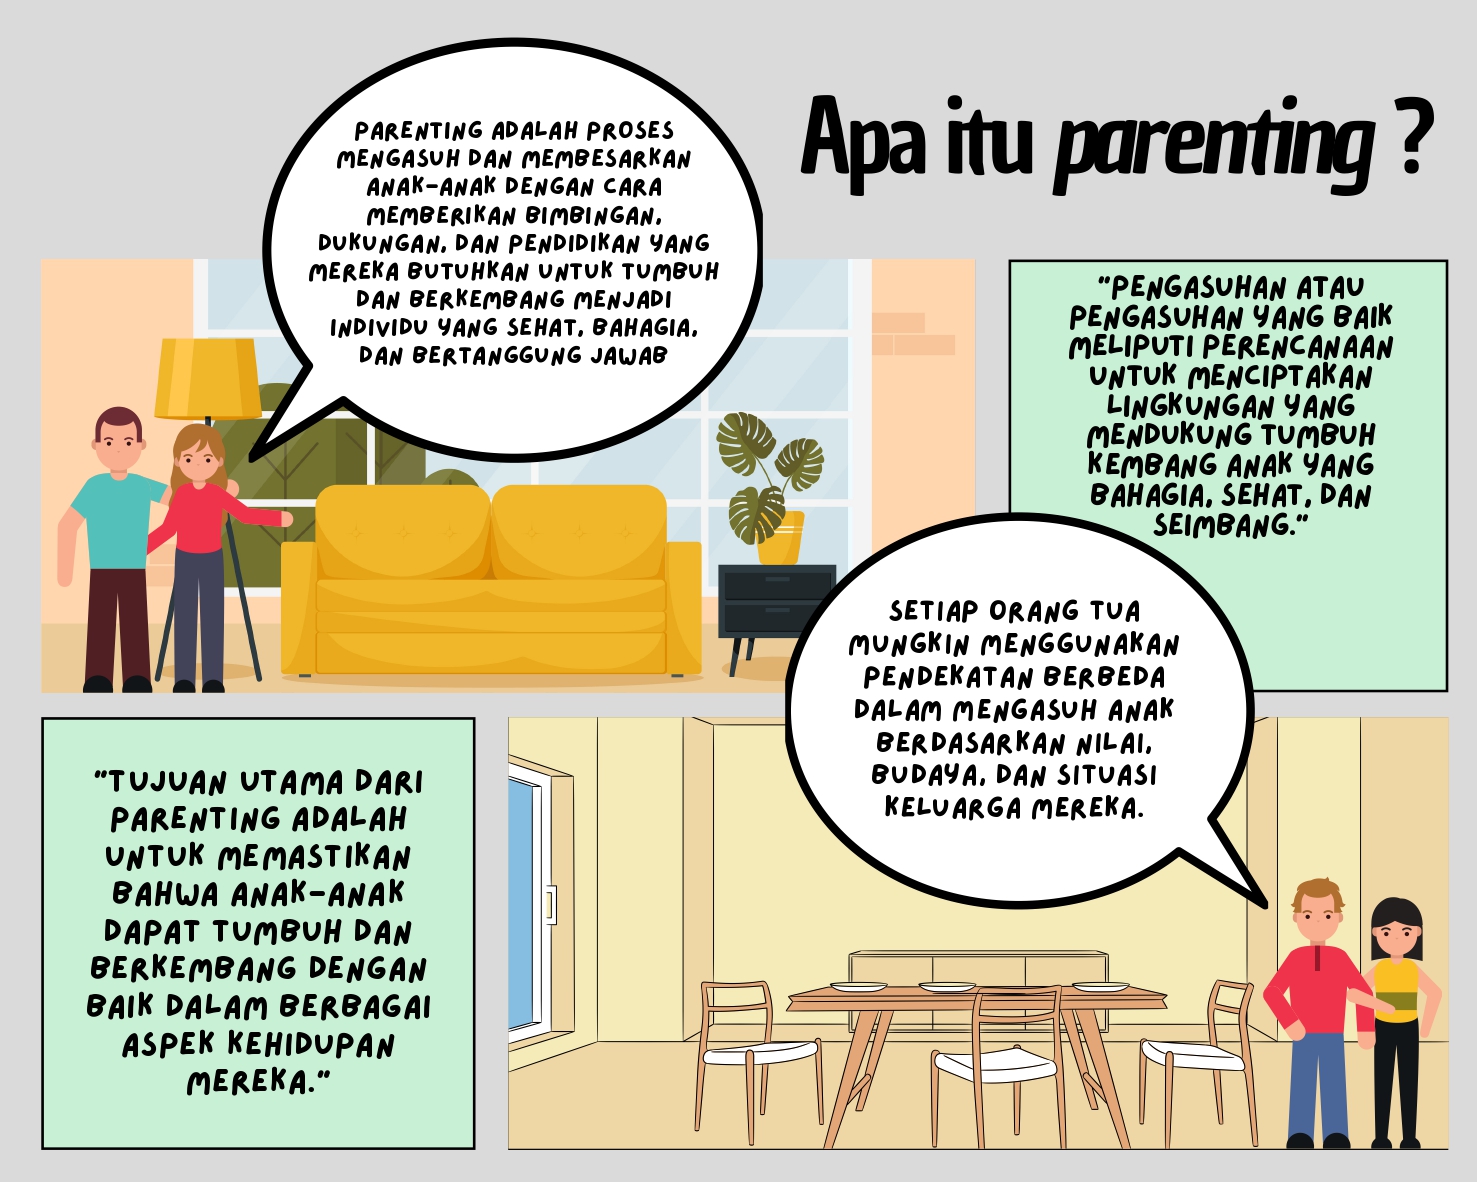 Apa itu parenting ?
PARENTING ADALAH PROSES
MENGASUH DAN MEMBESARKAN
ANAK-ANAK DENGAN CARA
MEMBERIKAN BIMBINGAN,
DUKUNGAN, DAN PENDIDIKAN YANG
MEREKA BUTUHKAN UNTUK TUMBUH
DAN BERKEMBANG MENJADI
INDIVIDU YANG SEHAT, BAHAGIA,
DAN BERTANGGUNG JAWAB
"PENGASUHAN ATAU
PENGASUHAN YANG BAIK
MELIPUTI PERENCANAAN
UNTUK MENCIPTAKAN
LINGKUNGAN YANG
MENDUKUNG TUMBUH
KEMBANG ANAK YANG
BAHAGIA, SEHAT, DAN
SEIMBANG."
SETIAP ORANG TUA
MUNGKIN MENGGUNAKAN
PENDEKATAN BERBEDA
DALAM MENGASUH ANAK
BERDASARKAN NILAI,
BUDAYA, DAN SITUASI
KELUARGA MEREKA.
"TUJUAN UTAMA DARI
PARENTING ADALAH
UNTUK MEMASTIKAN
BAHWA ANAK-ANAK
DAPAT TUMBUH DAN
BERKEMBANG DENGAN
BAIK DALAM BERBAGAI
ASPEK KEHIDUPAN
MEREKA."